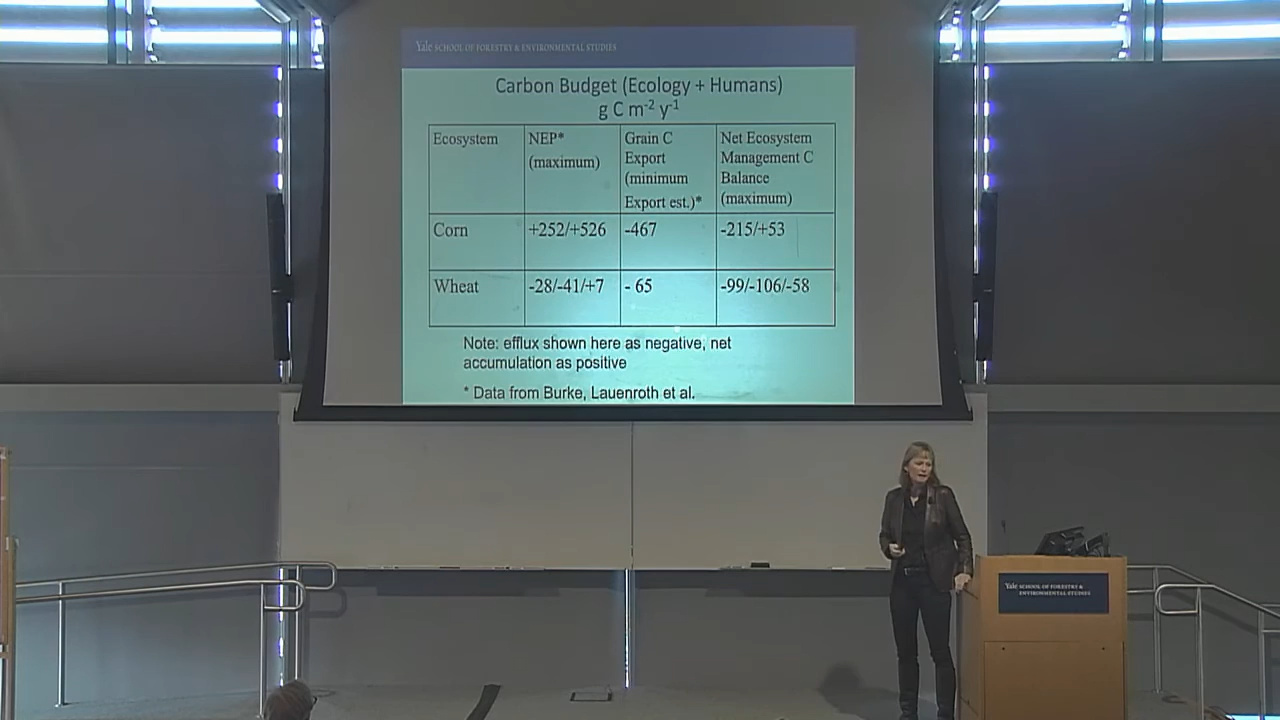 Yale SCHOOL OF FORESTRY & ENVIRONMENTAL STUDIES
Carbon Budget (Ecology + Humans)
g C m⁻² y⁻¹
Ecosystem
NEP*
(maximum)
Grain C
Export
(minimum
Export est.)*
Net Ecosystem
Management C
Balance
(maximum)
Corn
+252/+526
-467
-215/+53
Wheat
-28/-41/+7
- 65
-99/-106/-58
Note: efflux shown here as negative, net
accumulation as positive
* Data from Burke, Lauenroth et al.
Yale SCHOOL OF FORESTRY &
ENVIRONMENTAL STUDIES